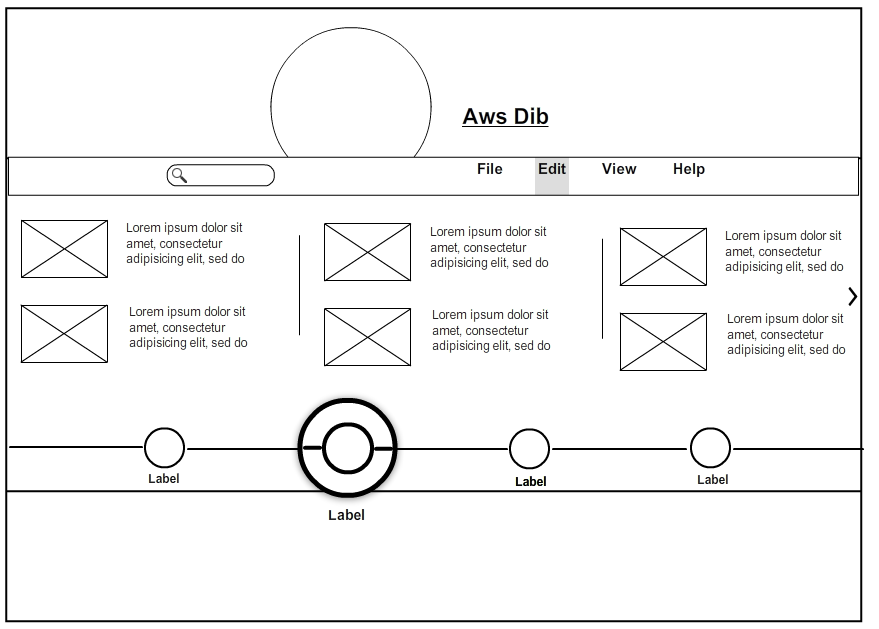 Aws Dib
File
Edit
View
Help
Lorem ipsum dolor sit
amet, consectetur
adipisicing elit, sed do
Lorem ipsum dolor sit
amet, consectetur
adipisicing elit, sed do
Lorem ipsum dolor sit
amet, consectetur
adipisicing elit, sed do
Lorem ipsum dolor sit
amet, consectetur
adipisicing elit, sed do
Lorem ipsum dolor sit
amet, consectetur
adipisicing elit, sed do
Lorem ipsum dolor sit
amet, consectetur
adipisicing elit, sed do
Label
Label
Label
Label